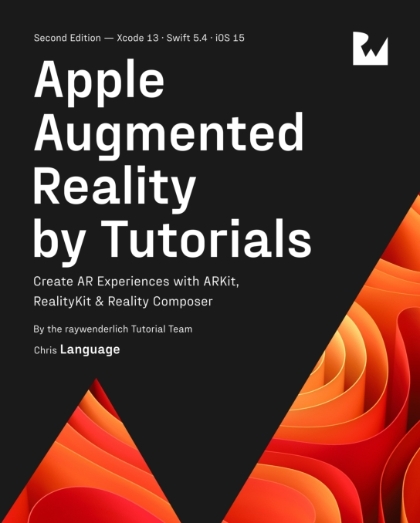 Second Edition — Xcode 13 · Swift 5.4 · iOS 15
Apple
Augmented
Reality
by Tutorials
Create AR Experiences with ARKit,
RealityKit & Reality Composer
By the raywenderlich Tutorial Team
Chris Language